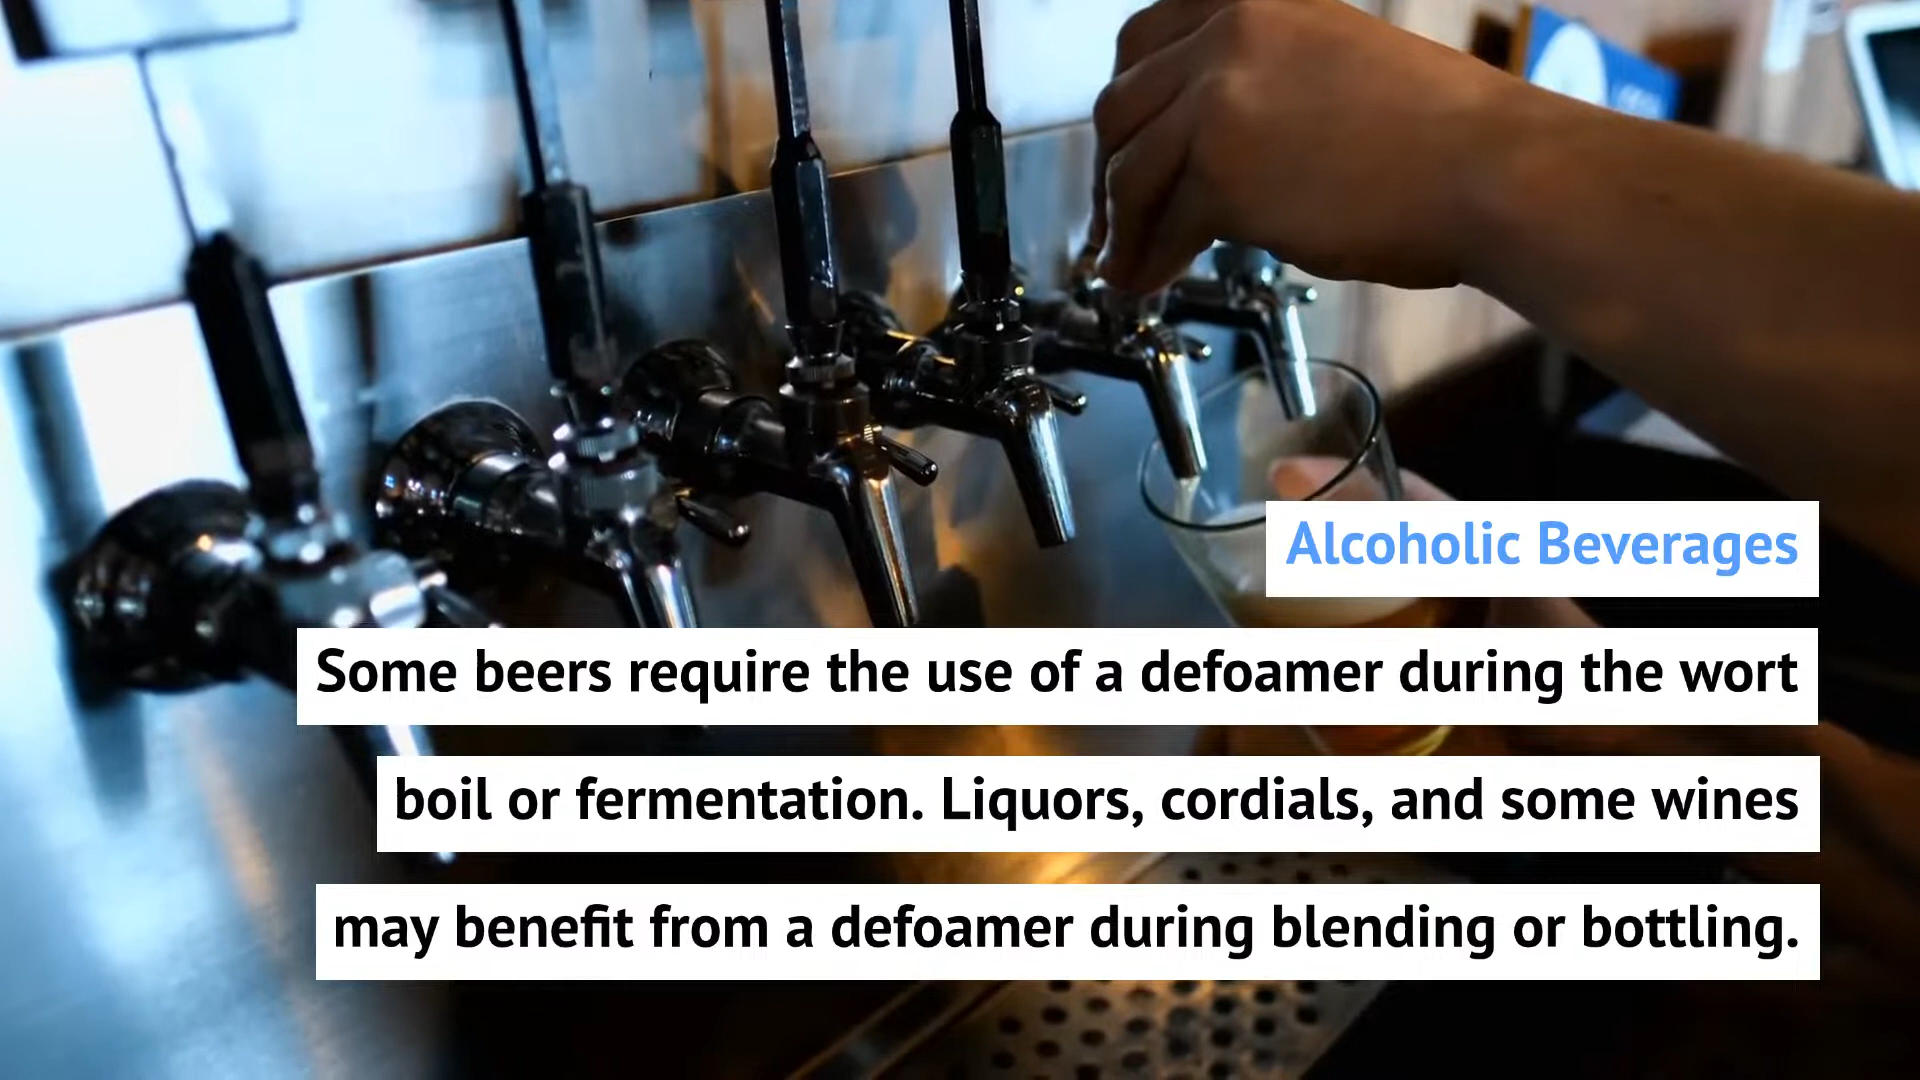 Alcoholic Beverages
Some beers require the use of a defoamer during the wort
boil or fermentation. Liquors, cordials, and some wines
may benefit from a defoamer during blending or bottling.